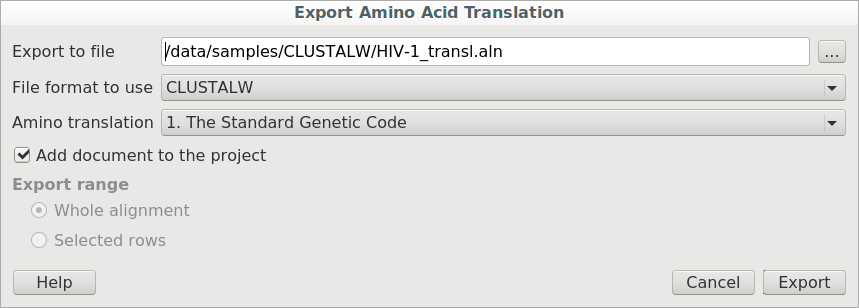 Export Amino Acid Translation
Export to file /data/samples/CLUSTALW/HIV-1_transl.aln ...
File format to use CLUSTALW
Amino translation 1. The Standard Genetic Code
Add document to the project
Export range
Whole alignment
Selected rows
Help Cancel Export